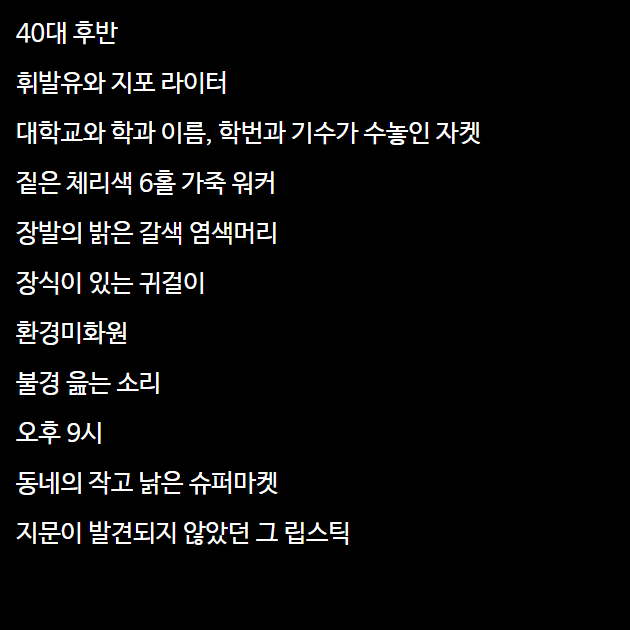 40대 후반
휘발유와 지포 라이터
대학교와 학과 이름, 학번과 기수가 수놓인 자켓
짙은 체리색 6홀 가죽 워커
장발의 밝은 갈색 염색머리
장식이 있는 귀걸이
환경미화원
불경 읊는 소리
오후 9시
동네의 작고 낡은 슈퍼마켓
지문이 발견되지 않았던 그 립스틱